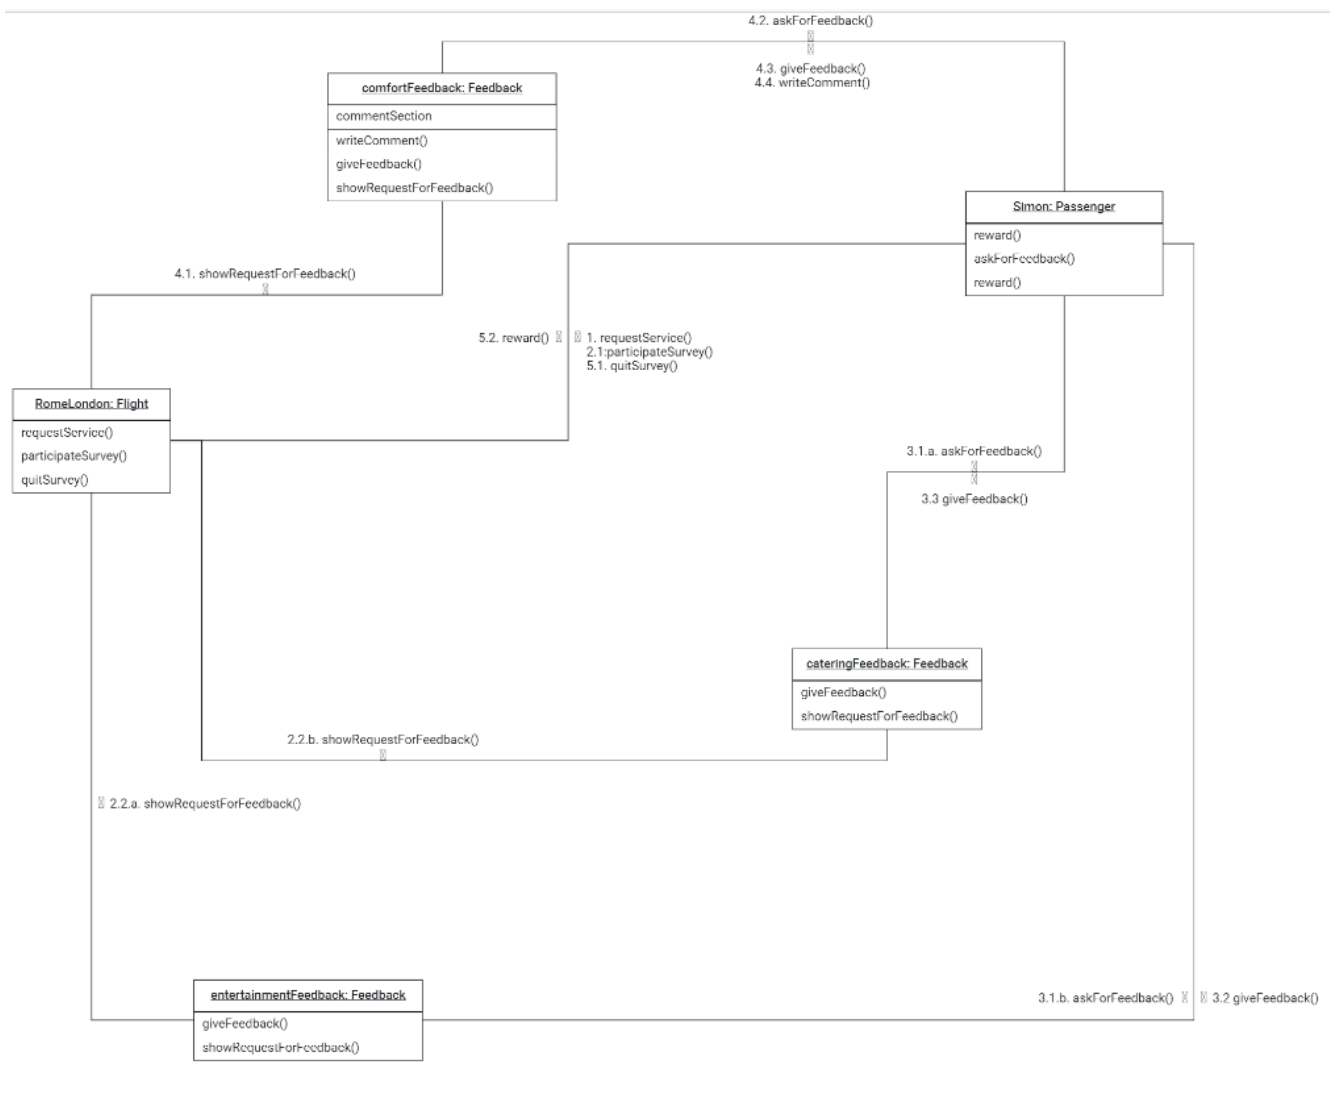 4.2. askForFeedback()
4.3. giveFeedback()
4.4. writeComment()
comfortFeedback: Feedback
commentSection
writeComment()
giveFeedback()
showRequestForFeedback()
Simon: Passenger
reward()
askForFeedback()
reward()
4.1. showRequestForFeedback()
5.2. reward()
1. requestService()
2.1:participateSurvey()
5.1. quitSurvey()
RomeLondon: Flight
requestService()
participateSurvey()
quitSurvey()
3.1.a. askForFeedback()
3.3 giveFeedback()
cateringFeedback: Feedback
giveFeedback()
showRequestForFeedback()
2.2.b. showRequestForFeedback()
2.2.a. showRequestForFeedback()
entertainmentFeedback: Feedback
giveFeedback()
showRequestForFeedback()
3.1.b. askForFeedback()
3.2 giveFeedback()